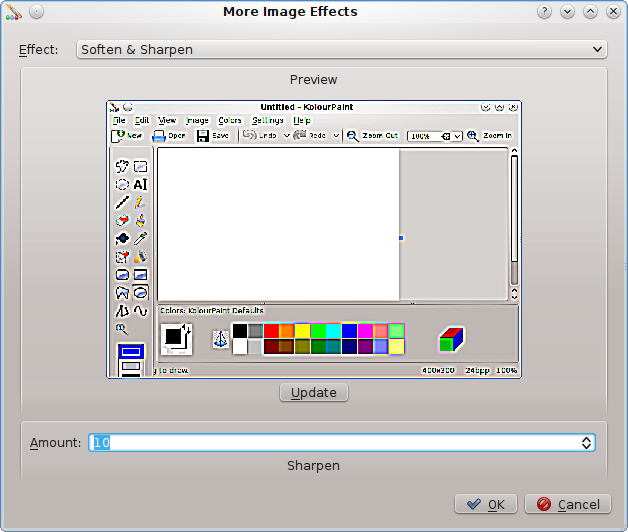 More Image Effects
Effect: Soften & Sharpen
Preview
Untitled - KolourPaint
File Edit View Image Colors Settings Help
New Open Save Undo Redo Zoom Out 100% Zoom In
AI
Colors: KolourPaint Defaults
g to draw. 400x300 24bpp 100%
Update
Amount: 10
Sharpen
OK Cancel